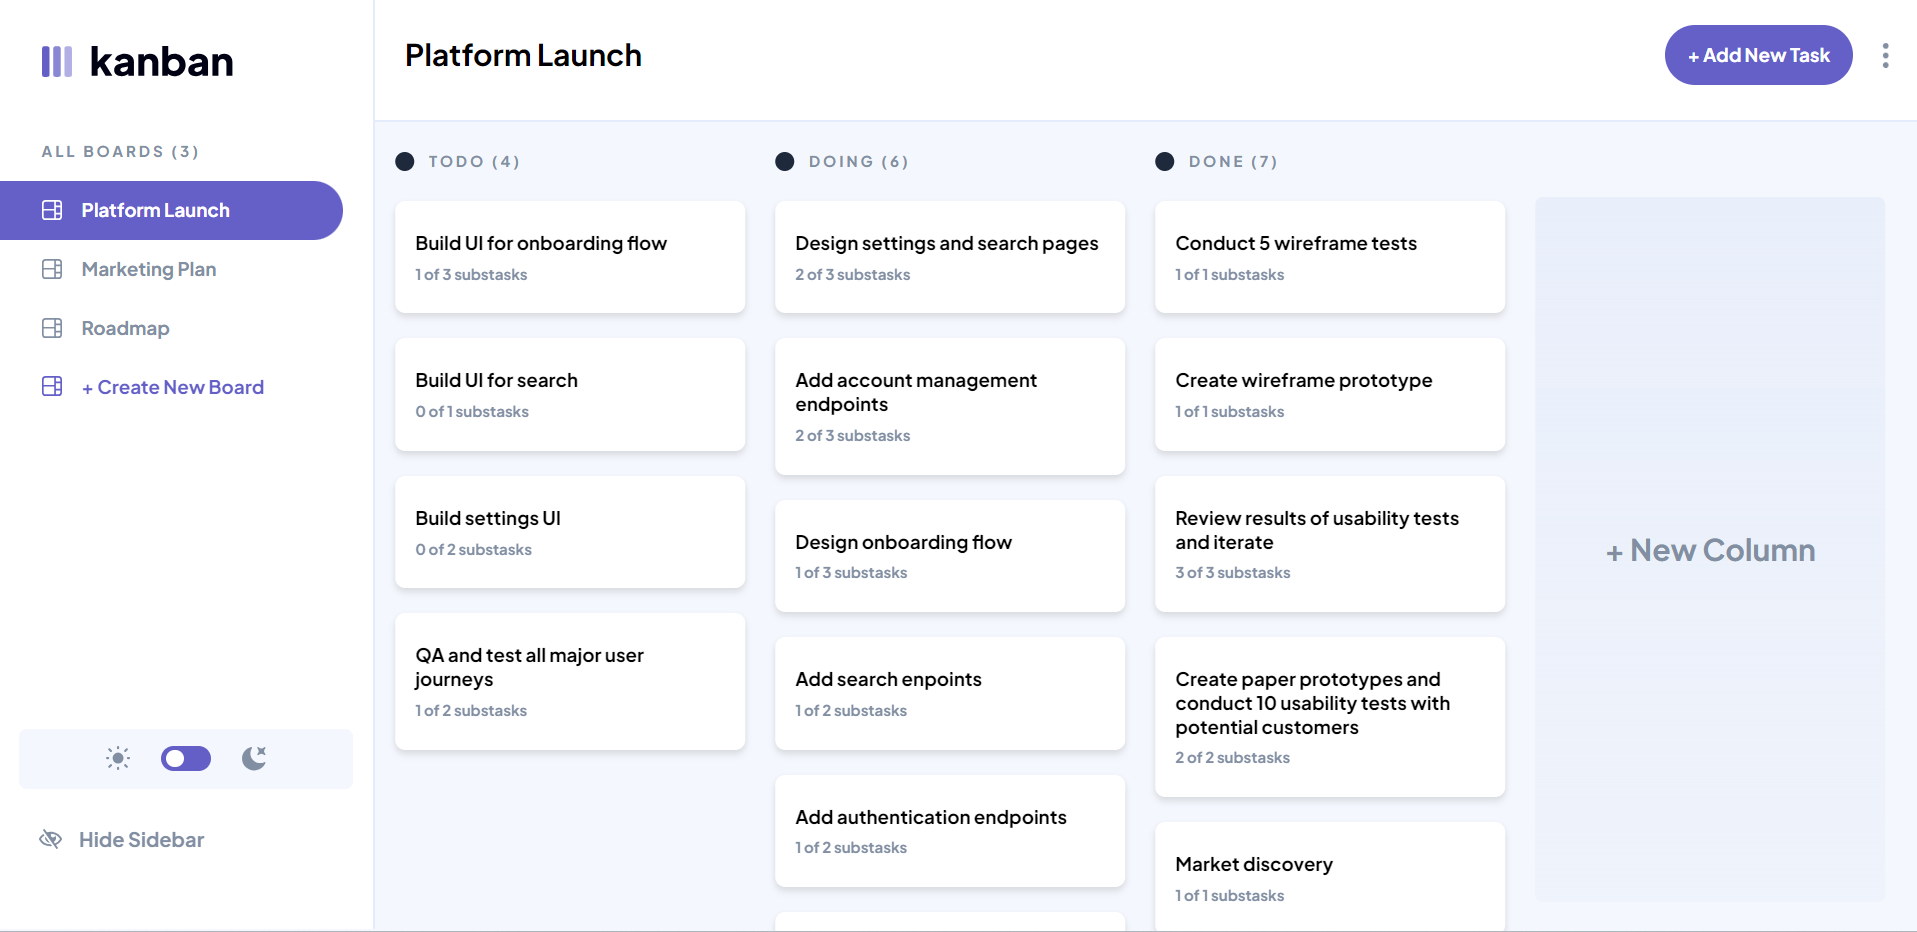 kanban
ALL BOARDS (3)
Platform Launch
Marketing Plan
Roadmap
+ Create New Board
Hide Sidebar
Platform Launch
+ Add New Task
TODO (4)
Build UI for onboarding flow
1 of 3 substasks
Build UI for search
0 of 1 substasks
Build settings UI
0 of 2 substasks
QA and test all major user
journeys
1 of 2 substasks
DOING (6)
Design settings and search pages
2 of 3 substasks
Add account management
endpoints
2 of 3 substasks
Design onboarding flow
1 of 3 substasks
Add search enpoints
1 of 2 substasks
Add authentication endpoints
1 of 2 substasks
DONE (7)
Conduct 5 wireframe tests
1 of 1 substasks
Create wireframe prototype
1 of 1 substasks
Review results of usability tests
and iterate
3 of 3 substasks
Create paper prototypes and
conduct 10 usability tests with
potential customers
2 of 2 substasks
Market discovery
1 of 1 substasks
+ New Column